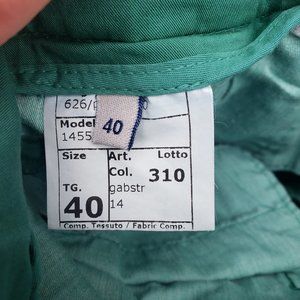 626/
40
Model
1455
Size
Art.
Lotto
Col.
310
TG.
gabstr
40
14
Comp. Tessuto / Fabric Comp.